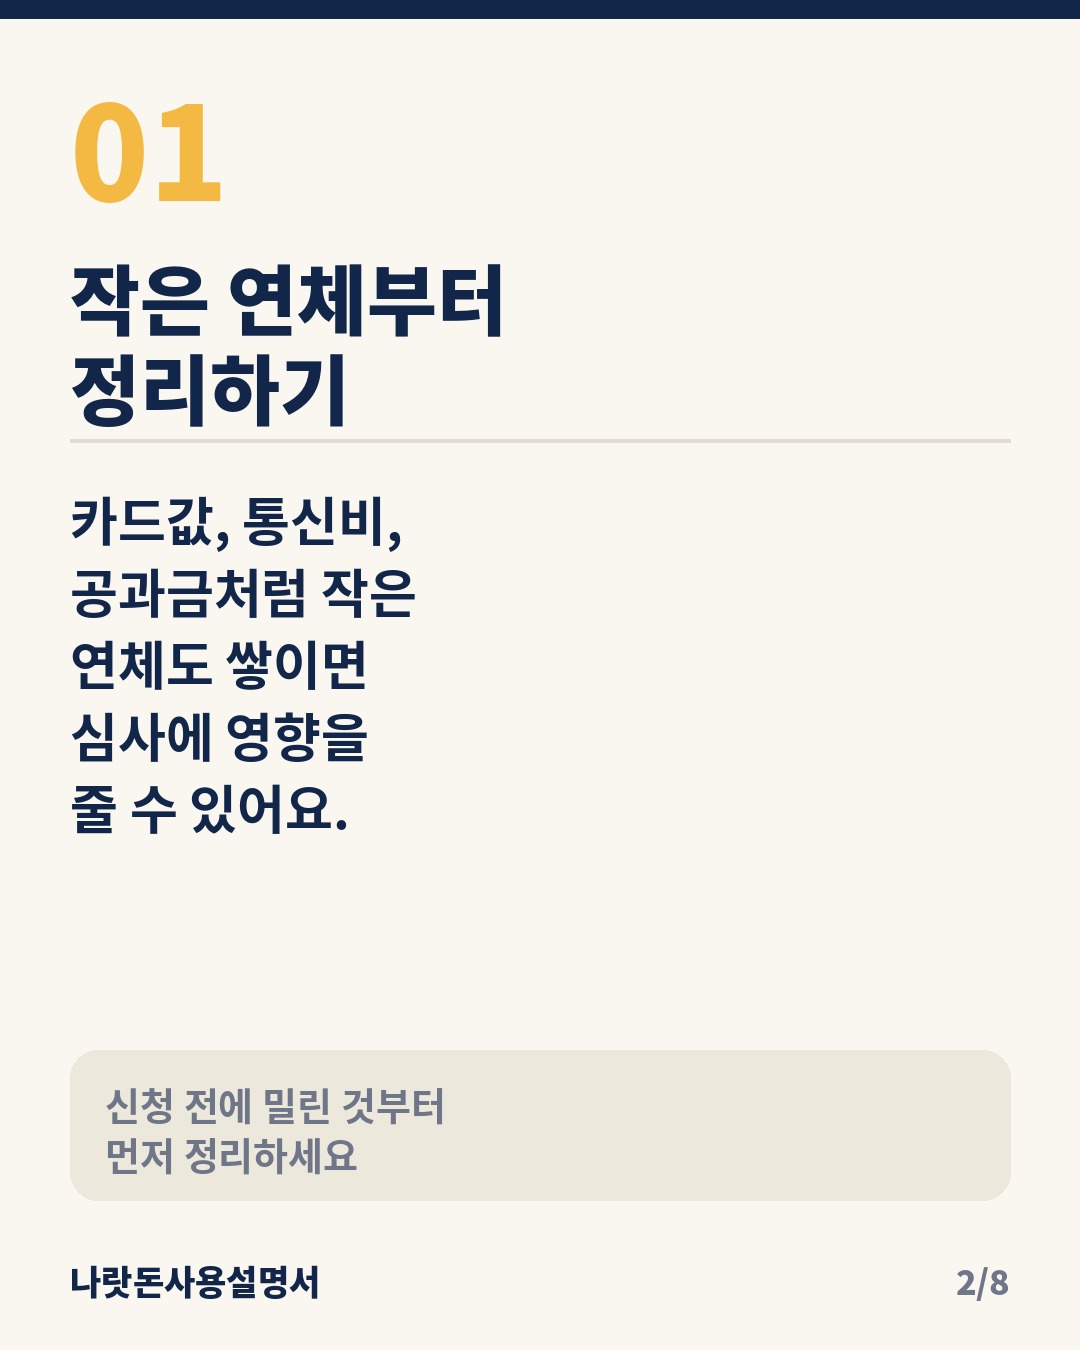 01
작은 연체부터
정리하기
카드값, 통신비,
공과금처럼 작은
연체도 쌓이면
심사에 영향을
줄 수 있어요.
신청 전에 밀린 것부터
먼저 정리하세요
나랏돈사용설명서
2/8